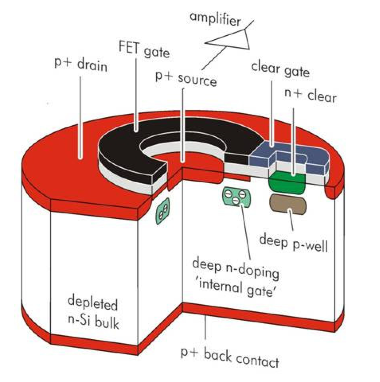 amplifier
FET gate
p+ drain
p+ source
clear gate
n+ clear
deep p-well
deep n-doping
'internal gate'
depleted
n-Si bulk
p+ back contact